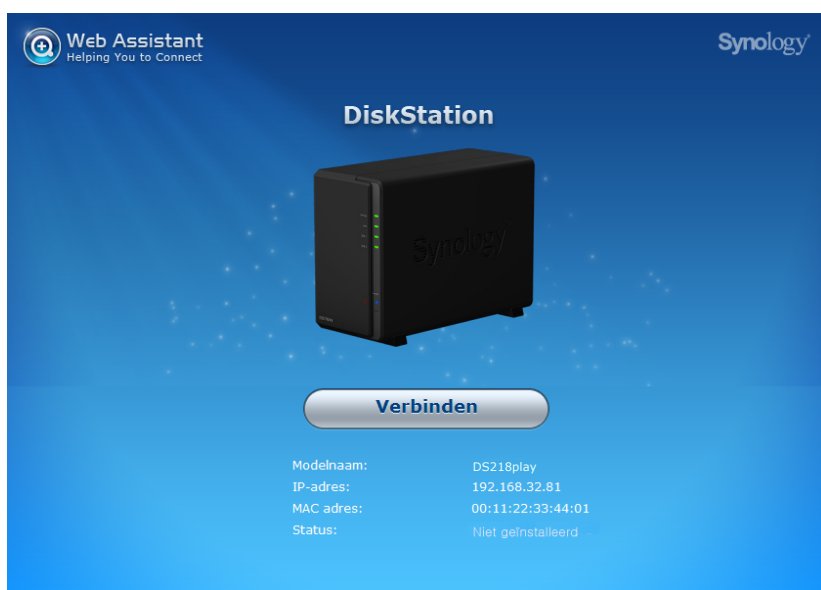 Web Assistant
Helping You to Connect
Synology
DiskStation
Synology
Verbinden
Modelnaam: DS218play
IP-adres: 192.168.32.81
MAC adres: 00:11:22:33:44:01
Status: Niet geïnstalleerd